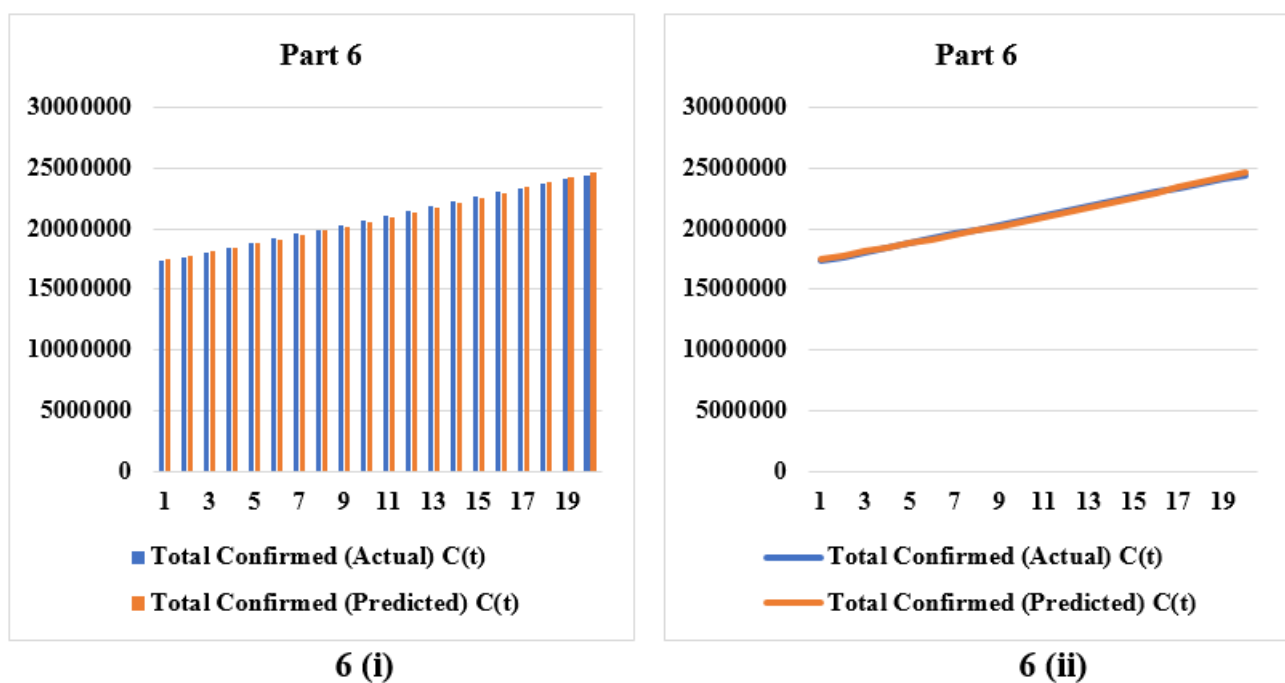 Part 6
30000000
25000000
20000000
15000000
10000000
5000000
0
1 3 5 7 9 11 13 15 17 19
Total Confirmed (Actual) C(t)
Total Confirmed (Predicted) C(t)
6 (i)
Part 6
30000000
25000000
20000000
15000000
10000000
5000000
0
1 3 5 7 9 11 13 15 17 19
Total Confirmed (Actual) C(t)
Total Confirmed (Predicted) C(t)
6 (ii)